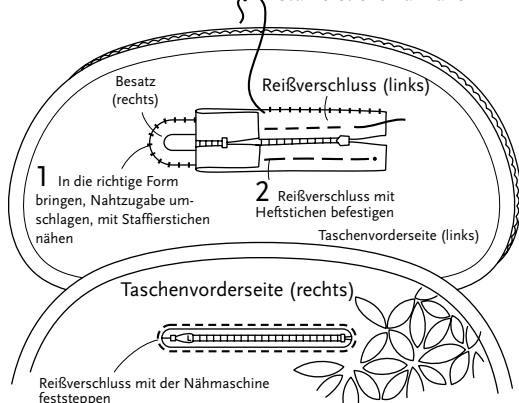 Besatz
(rechts)
Reißverschluss (links)
1 In die richtige Form
bringen, Nahtzugabe um-
schlagen, mit Staffierstichen
nähen
2 Reißverschluss mit
Heftstichen befestigen
Taschenvorderseite (links)
Taschenvorderseite (rechts)
Reißverschluss mit der Nähmaschine
feststeppen